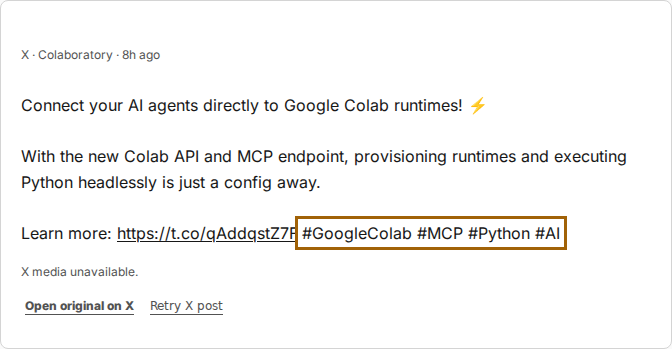 X · Colaboratory · 8h ago
Connect your AI agents directly to Google Colab runtimes! ⚡
With the new Colab API and MCP endpoint, provisioning runtimes and executing
Python headlessly is just a config away.
Learn more: https://t.co/qAddqstZ7F #GoogleColab #MCP #Python #AI
X media unavailable.
Open original on X Retry X post